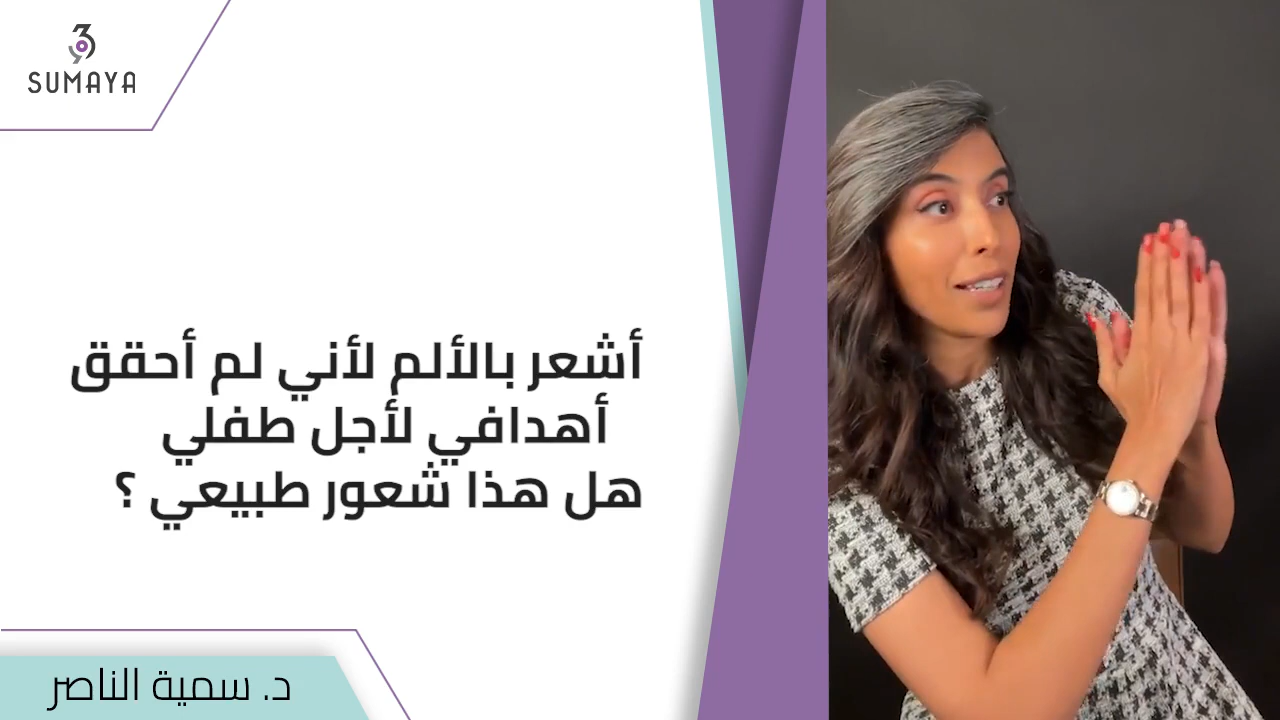 SUMAYA
أشعر بالألم لأني لم أحقق
أهدافي لأجل طفلي
هل هذا شعور طبيعي ؟
د. سمية الناصر